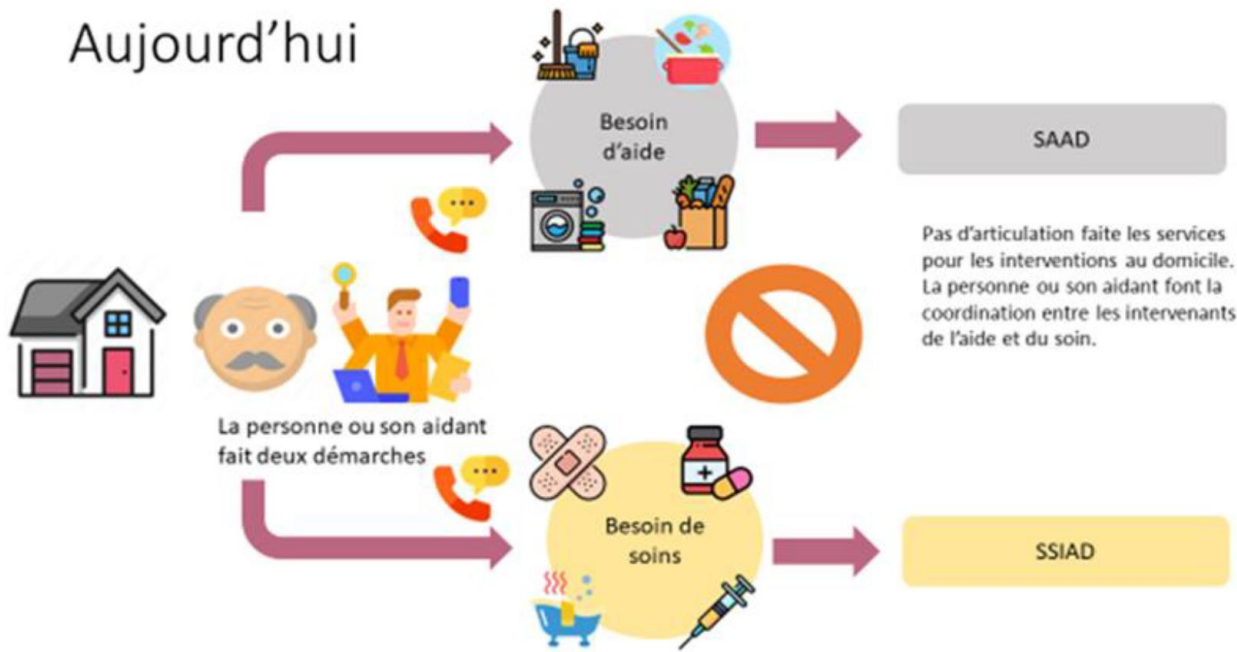 Aujourd'hui
Besoin
d'aide
SAAD
Pas d'articulation faite les services
pour les interventions au domicile.
La personne ou son aidant font la
coordination entre les intervenants
de l'aide et du soin.
La personne ou son aidant
fait deux démarches
Besoin de
soins
SSIAD